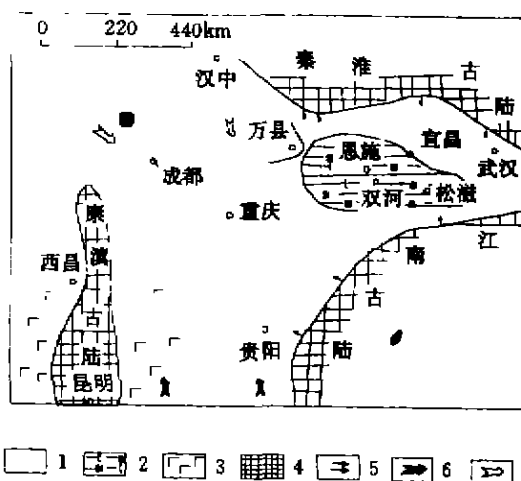 0 220 440km
汉中
秦淮古陆
万县
宜昌
恩施
武汉
成都
双河
松滋
重庆
康滇古陆
西昌
江南古陆
贵阳
昆明
1 2 3 4 5 6